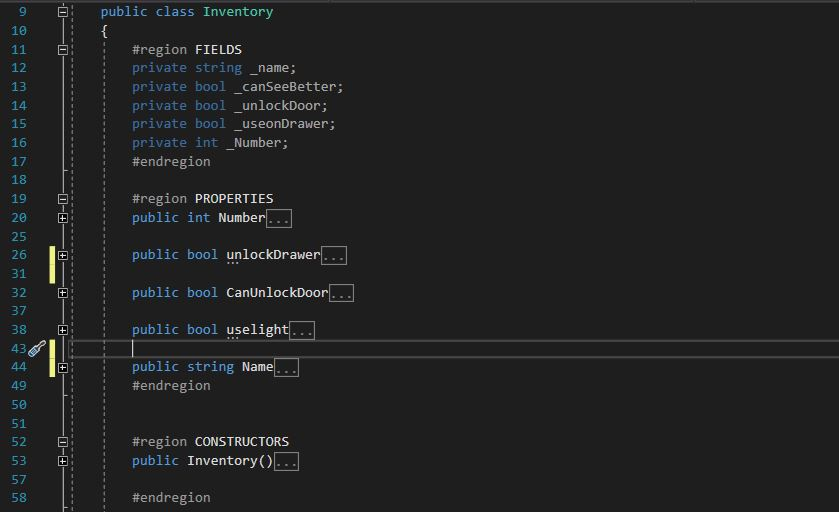 9 public class Inventory
10 {
11 #region FIELDS
12 private string _name;
13 private bool _canSeeBetter;
14 private bool _unlockDoor;
15 private bool _useonDrawer;
16 private int _Number;
17 #endregion
18
19 #region PROPERTIES
20 public int Number...
25
26 public bool unlockDrawer...
31
32 public bool CanUnlockDoor...
37
38 public bool uselight...
43
44 public string Name...
49 #endregion
50
51
52 #region CONSTRUCTORS
53 public Inventory()...
57
58 #endregion